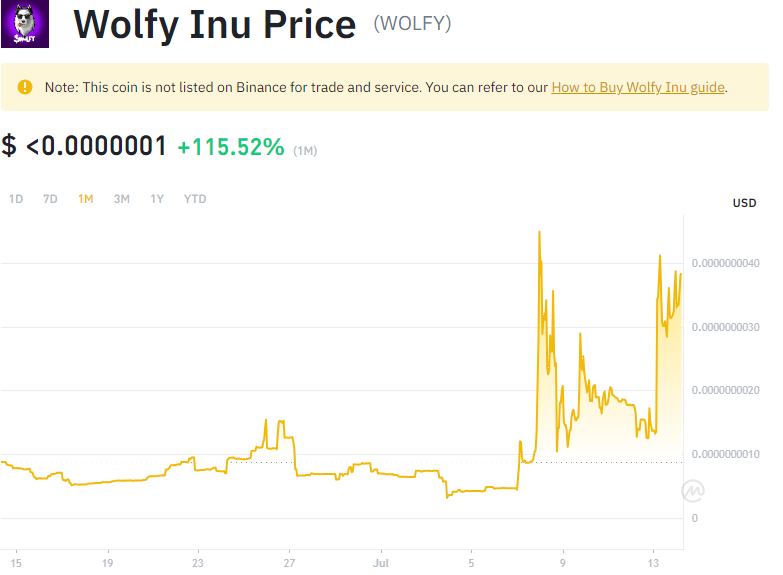 Wolfy Inu Price (WOLFY)
Note: This coin is not listed on Binance for trade and service. You can refer to our How to Buy Wolfy Inu guide.
$ <0.0000001 +115.52% (1M)
1D 7D 1M 3M 1Y YTD
USD
0.0000000040
0.0000000030
0.0000000020
0.0000000010
0
15 19 23 27 Jul 5 9 13